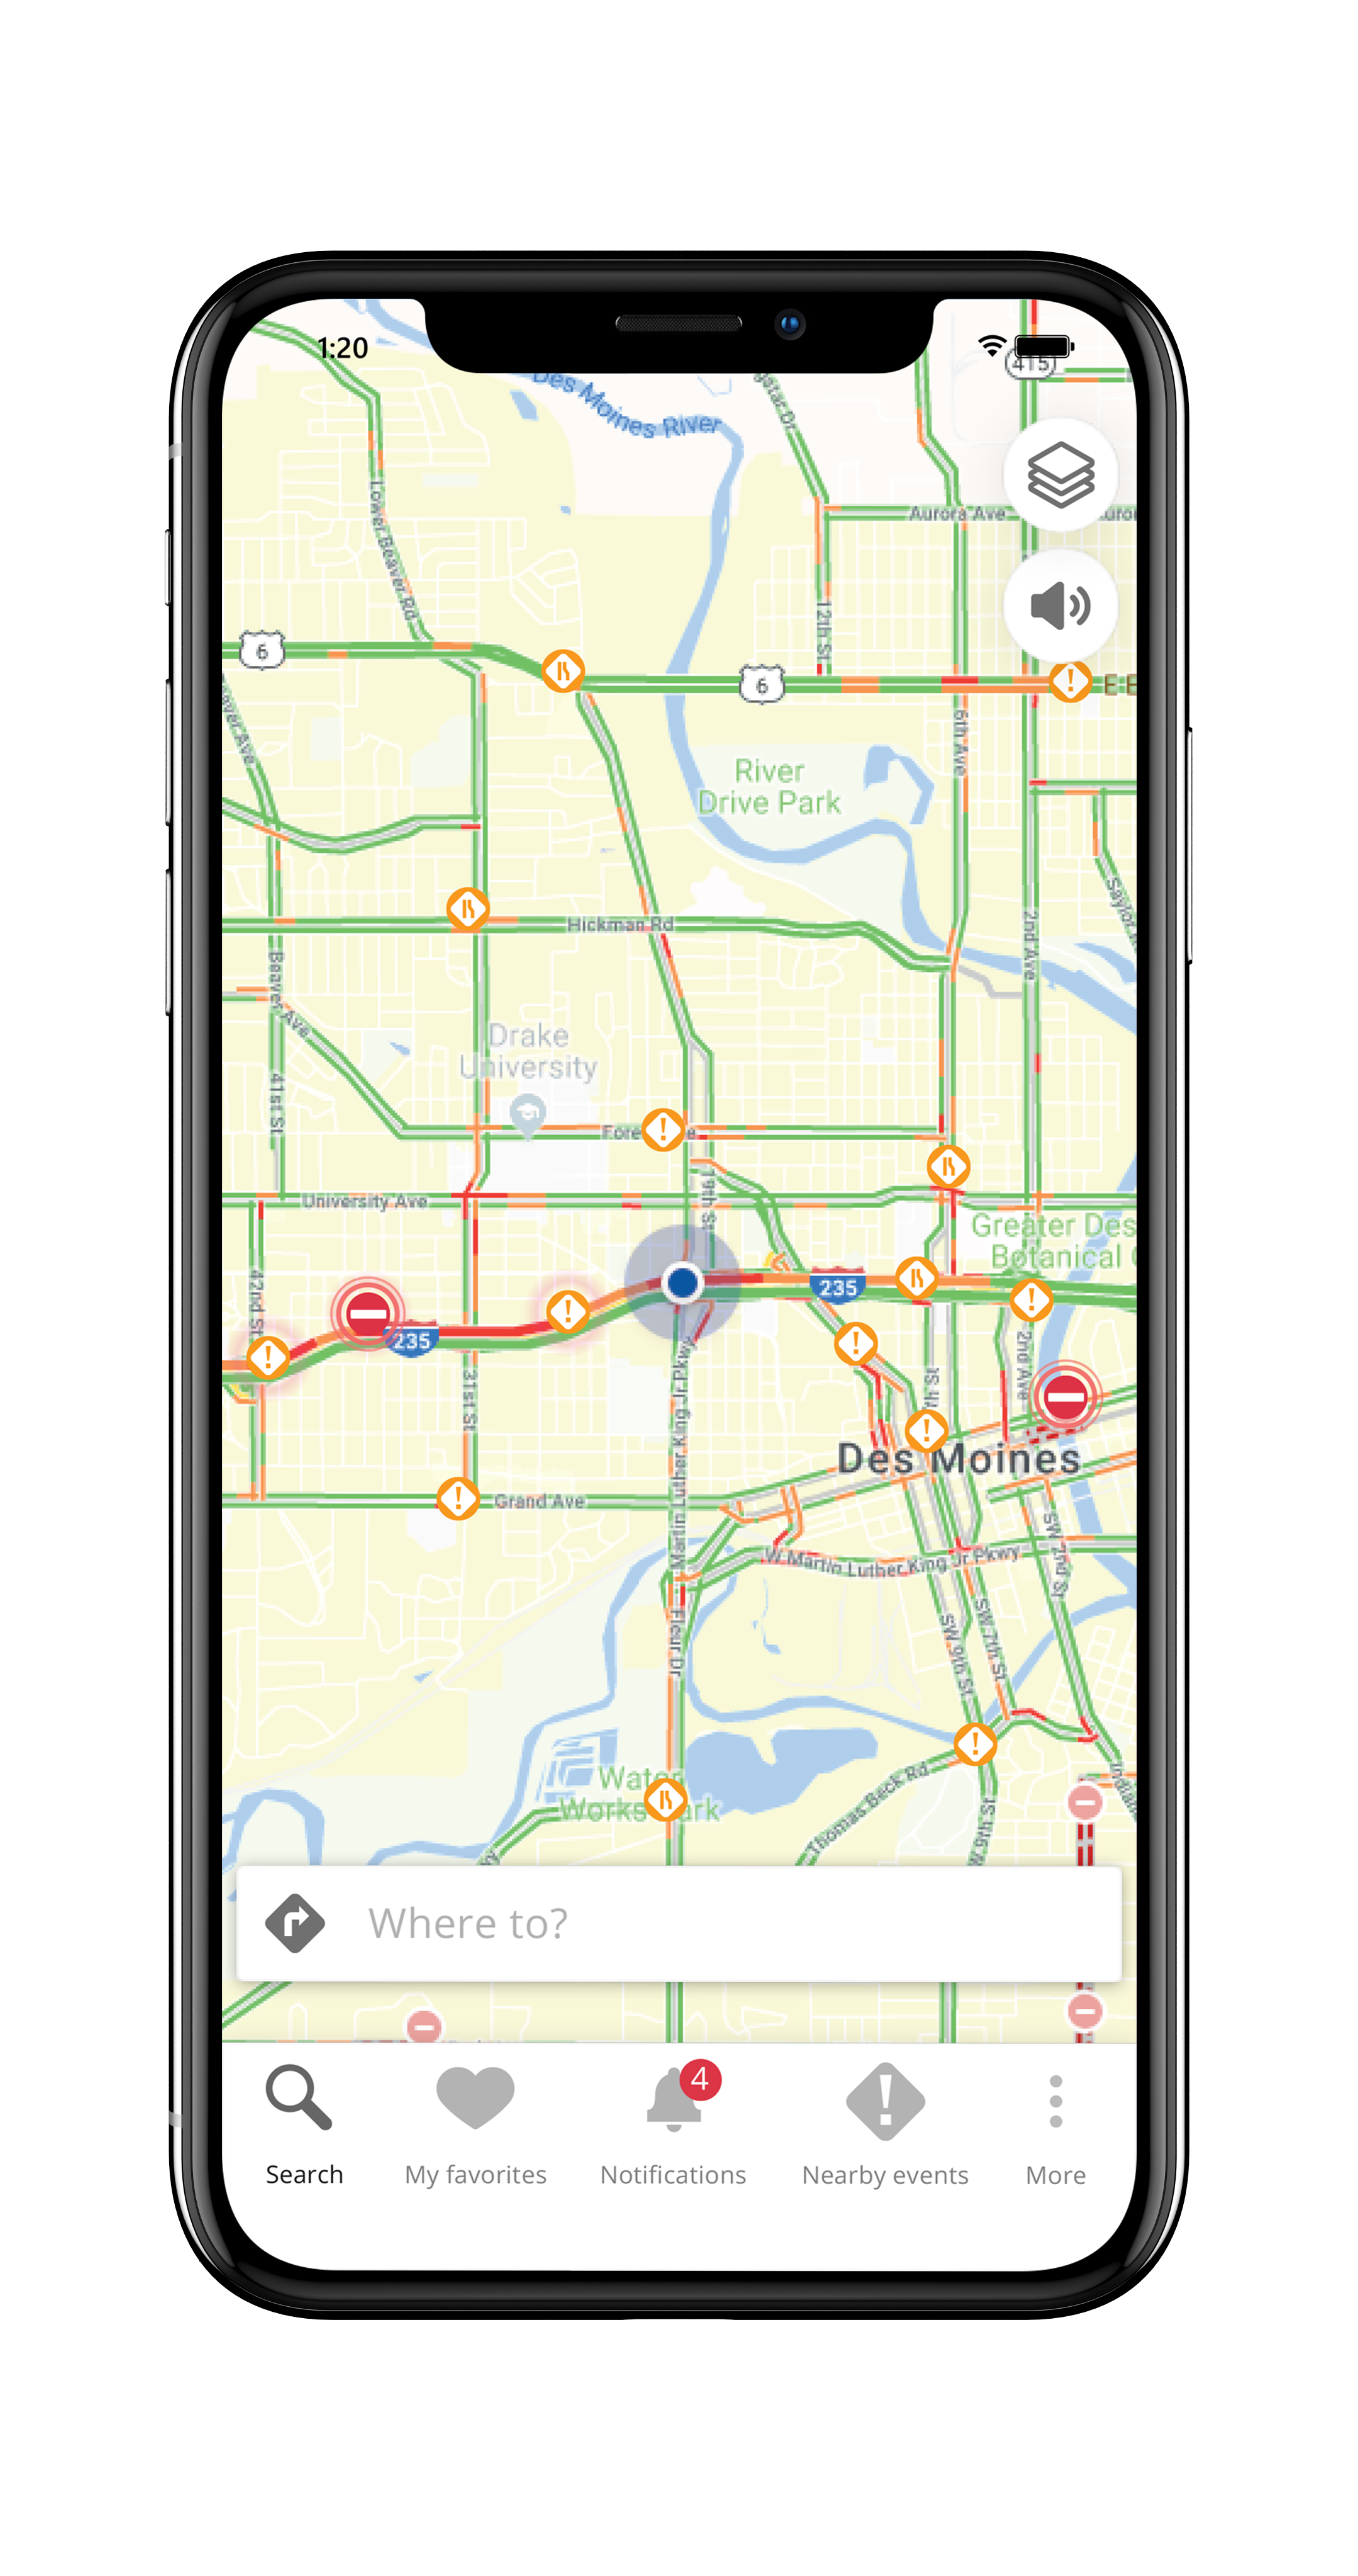 1:20
415
Des Moines River
Aurora Ave
Lower Beaver Rd
12th St
6
6
6th Ave
River
Drive Park
Hickman Rd
2nd Ave
Beaver Ave
Drake
University
41st St
19th St
University Ave
Greater Des
Botanical
42nd St
235
235
2nd Ave
31st St
Martin Luther King Jr Pkwy
Des Moines
Grand Ave
W Martin Luther King Jr Pkwy
SW 2nd St
SW 7th St
SW 9th St
Fleur Dr
Water
Thomas Beck Rd
Where to?
4
Search
My favorites
Notifications
Nearby events
More